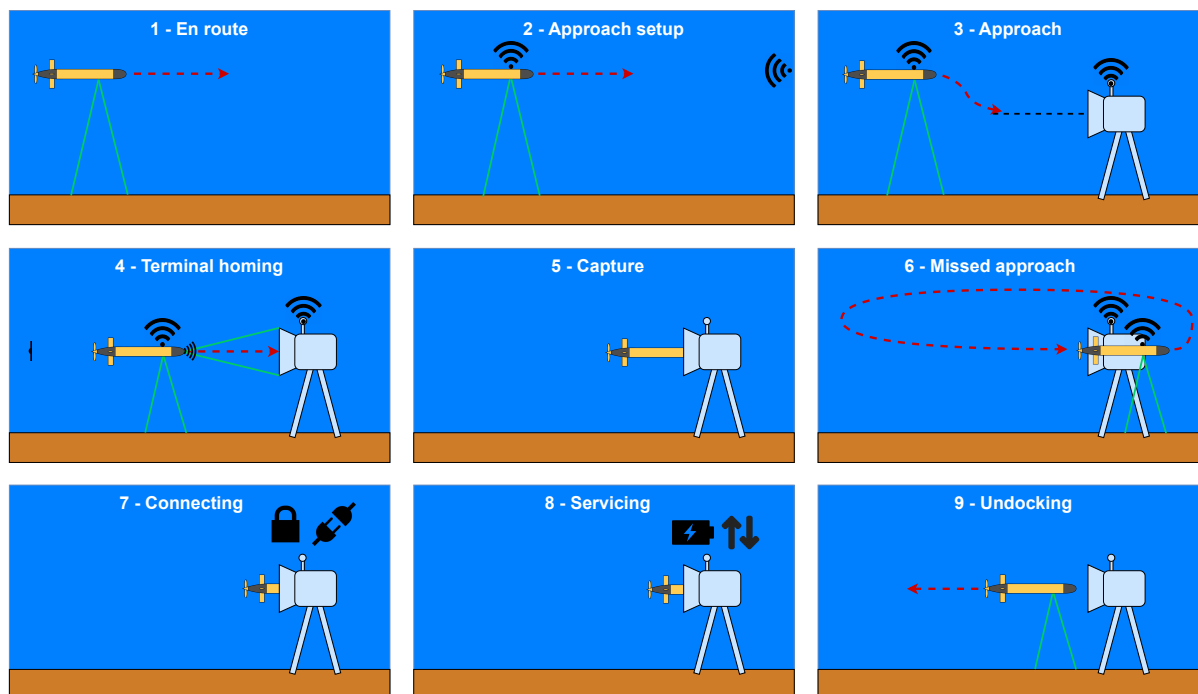 1 - En route
2 - Approach setup
3 - Approach
4 - Terminal homing
5 - Capture
6 - Missed approach
7 - Connecting
8 - Servicing
9 - Undocking